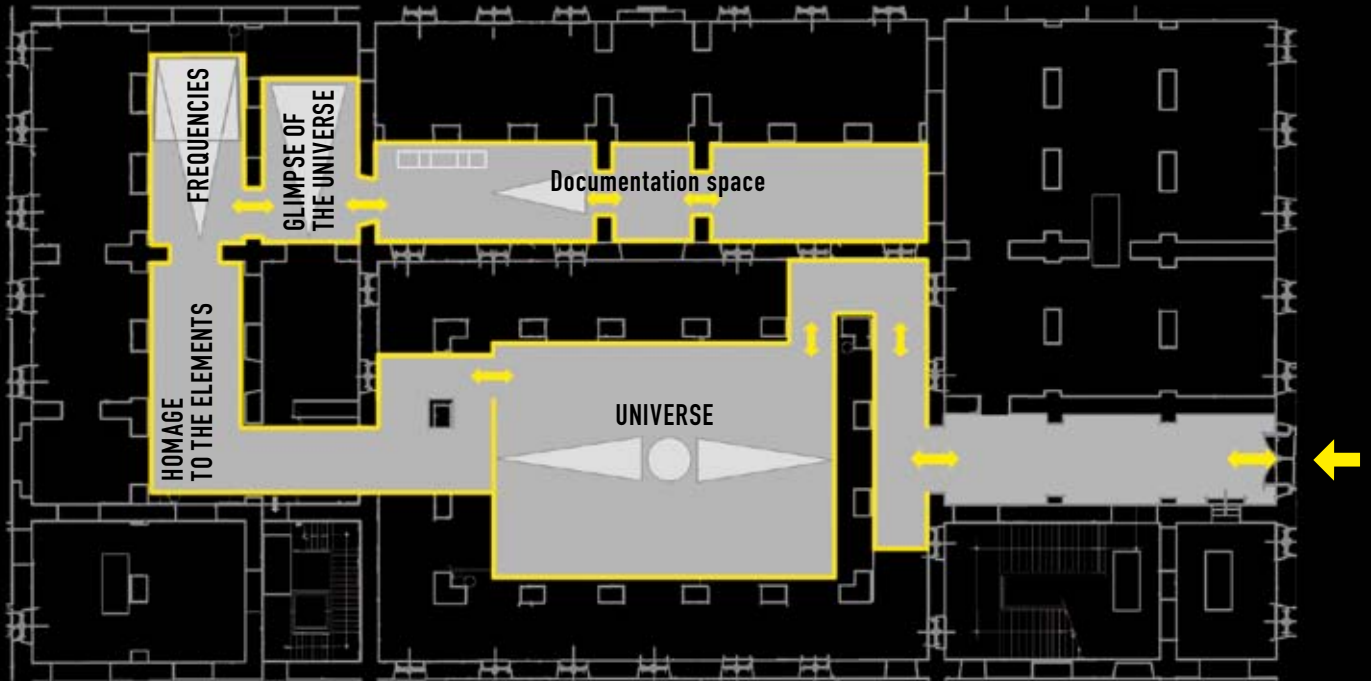 FREQUENCIES
GLIMPSE OF
THE UNIVERSE
Documentation space
HOMAGE
TO THE ELEMENTS
UNIVERSE